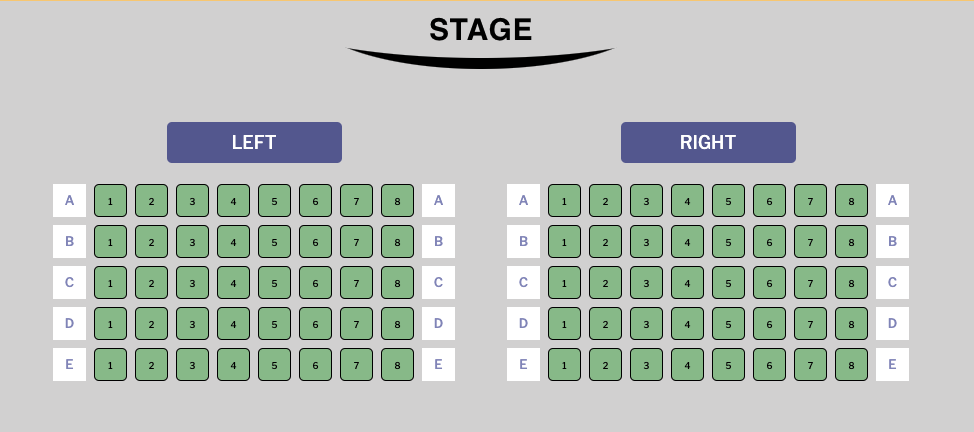 STAGE
LEFT RIGHT
A 1 2 3 4 5 6 7 8 A A 1 2 3 4 5 6 7 8 A
B 1 2 3 4 5 6 7 8 B B 1 2 3 4 5 6 7 8 B
C 1 2 3 4 5 6 7 8 C C 1 2 3 4 5 6 7 8 C
D 1 2 3 4 5 6 7 8 D D 1 2 3 4 5 6 7 8 D
E 1 2 3 4 5 6 7 8 E E 1 2 3 4 5 6 7 8 E